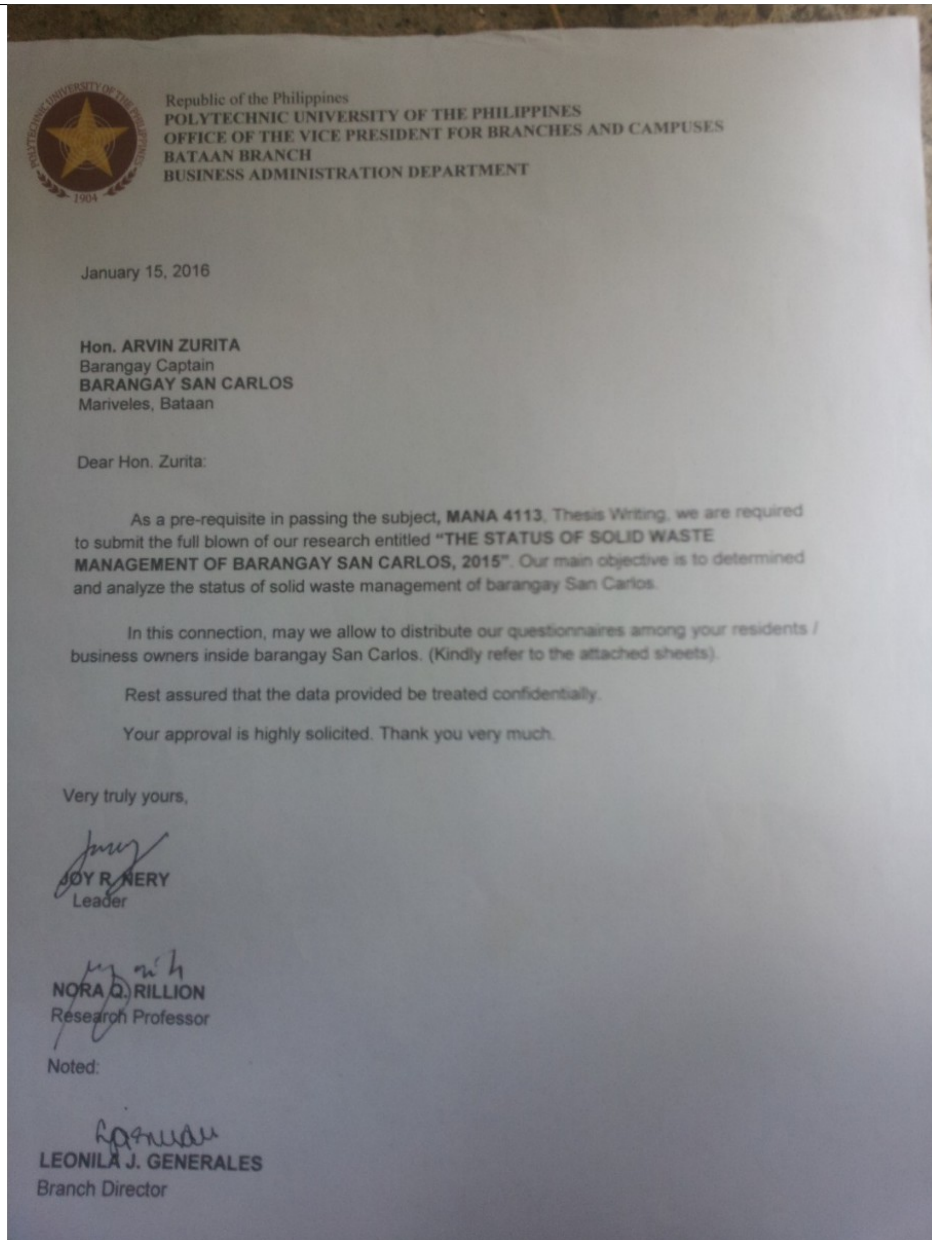 POLYTECHNIC UNIVERSITY OF THE PHILIPPINES
1904
Republic of the Philippines
POLYTECHNIC UNIVERSITY OF THE PHILIPPINES
OFFICE OF THE VICE PRESIDENT FOR BRANCHES AND CAMPUSES
BATAAN BRANCH
BUSINESS ADMINISTRATION DEPARTMENT
January 15, 2016
Hon. ARVIN ZURITA
Barangay Captain
BARANGAY SAN CARLOS
Mariveles, Bataan
Dear Hon. Zurita:
As a pre-requisite in passing the subject, MANA 4113, Thesis Writing, we are required
to submit the full blown of our research entitled “THE STATUS OF SOLID WASTE
MANAGEMENT OF BARANGAY SAN CARLOS, 2015”. Our main objective is to determined
and analyze the status of solid waste management of barangay San Carlos.
In this connection, may we allow to distribute our questionnaires among your residents /
business owners inside barangay San Carlos. (Kindly refer to the attached sheets).
Rest assured that the data provided be treated confidentially.
Your approval is highly solicited. Thank you very much.
Very truly yours,
JOY R. NERY
Leader
NORA Q. RILLION
Research Professor
Noted:
LEONILA J. GENERALES
Branch Director